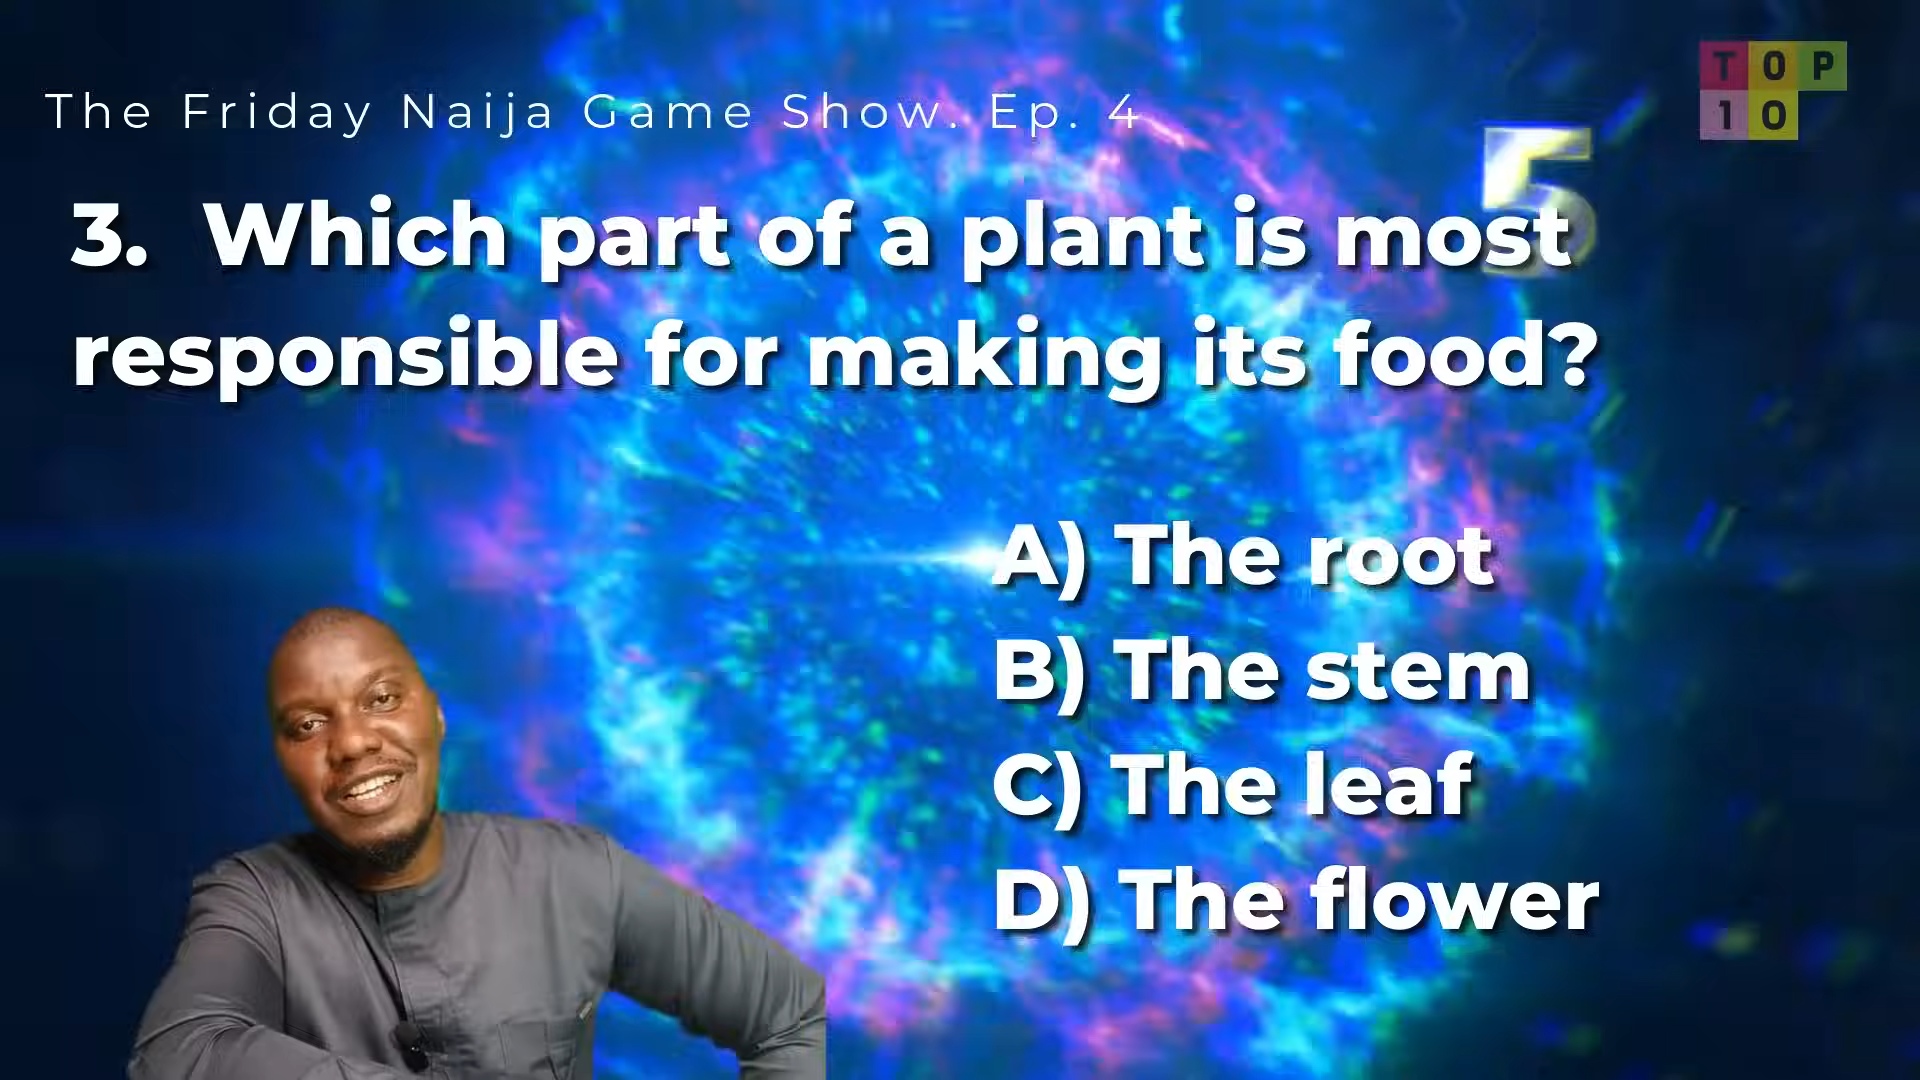 The Friday Naija Game Show. Ep. 4
TOP
10
5
3. Which part of a plant is most
responsible for making its food?
A) The root
B) The stem
C) The leaf
D) The flower